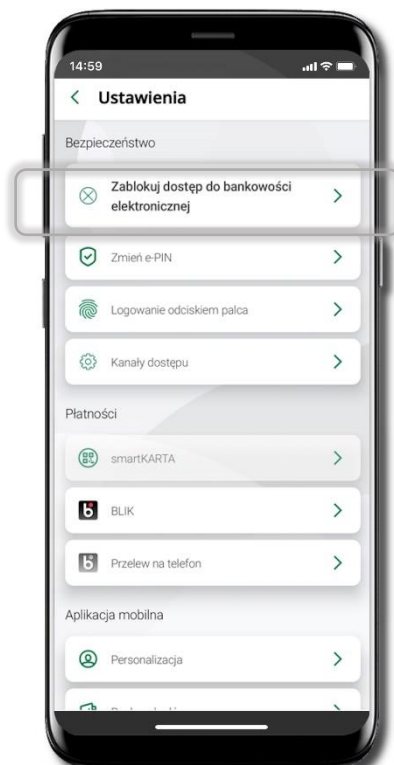 14:59
Ustawienia
Bezpieczeństwo
Zablokuj dostęp do bankowości
elektronicznej
Zmień e-PIN
Logowanie odciskiem palca
Kanały dostępu
Płatności
smartKARTA
BLIK
Przelew na telefon
Aplikacja mobilna
Personalizacja